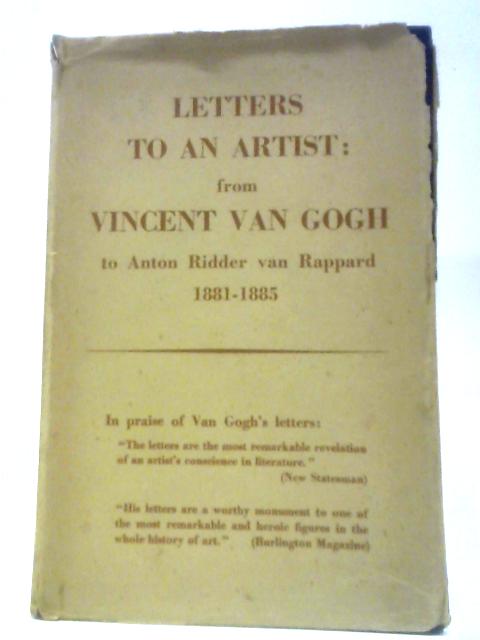 LETTERS
TO AN ARTIST:
from
VINCENT VAN GOGH
to Anton Ridder van Rappard
1881-1885
In praise of Van Gogh's letters:
"The letters are the most remarkable revelation
of an artist's conscience in literature."
(New Statesman)
"His letters are a worthy monument to one of
the most remarkable and heroic figures in the
whole history of art." (Burlington Magazine)